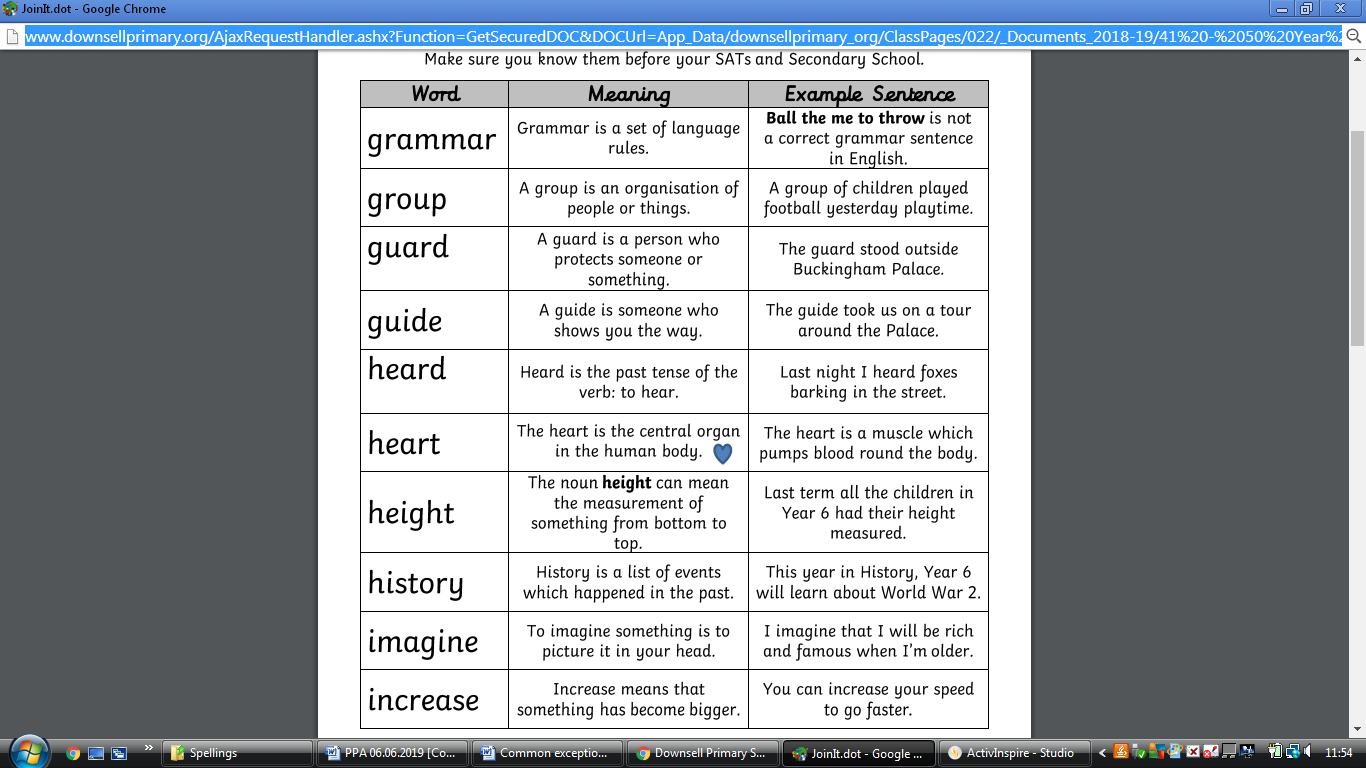 JoinIt.dot - Google Chrome
www.downsellprimary.org/AjaxRequestHandler.ashx?Function=GetSecuredDOC&DOCUrl=App_Data/downsellprimary_org/ClassPages/022/_Documents_2018-19/41%20-%2050%20Year%2
Make sure you know them before your SATs and Secondary School.
Word Meaning Example Sentence
grammar
Grammar is a set of language
rules.
Ball the me to throw is not
a correct grammar sentence
in English.
group
A group is an organisation of
people or things.
A group of children played
football yesterday playtime.
guard
A guard is a person who
protects someone or
something.
The guard stood outside
Buckingham Palace.
guide
A guide is someone who
shows you the way.
The guide took us on a tour
around the Palace.
heard
Heard is the past tense of the
verb: to hear.
Last night I heard foxes
barking in the street.
heart
The heart is the central organ
in the human body.
The heart is a muscle which
pumps blood round the body.
height
The noun height can mean
the measurement of
something from bottom to
top.
Last term all the children in
Year 6 had their height
measured.
history
History is a list of events
which happened in the past.
This year in History, Year 6
will learn about World War 2.
imagine
To imagine something is to
picture it in your head.
I imagine that I will be rich
and famous when I'm older.
increase
Increase means that
something has become bigger.
You can increase your speed
to go faster.
Spellings
PPA 06.06.2019 [Co...
Common exceptio...
Downsell Primary S...
JoinIt.dot - Google ...
ActivInspire - Studio
11:54